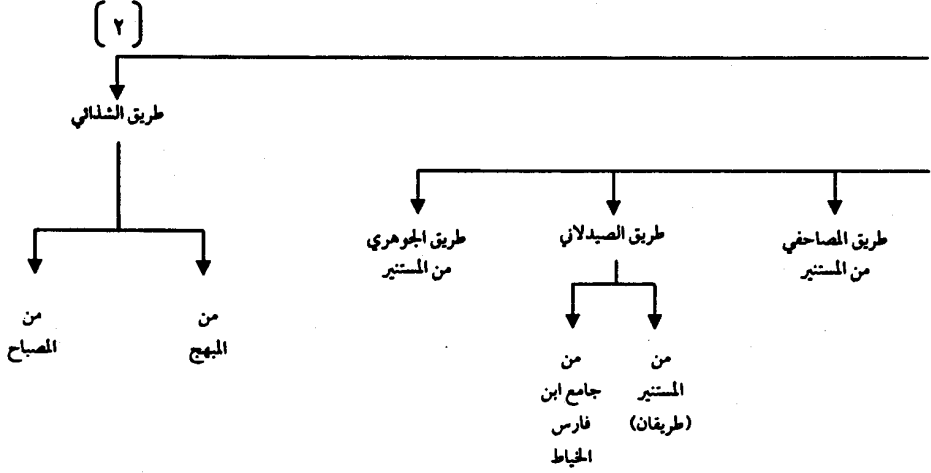 (٢)
طريق الشذائي
طريق المصاحفي
من المستنير
طريق الصيدلاني
طريق الجوهري
من المستنير
من
المبهج
من
المصباح
من
المستنير
(طريقان)
من
جامع ابن
فارس
الخياط